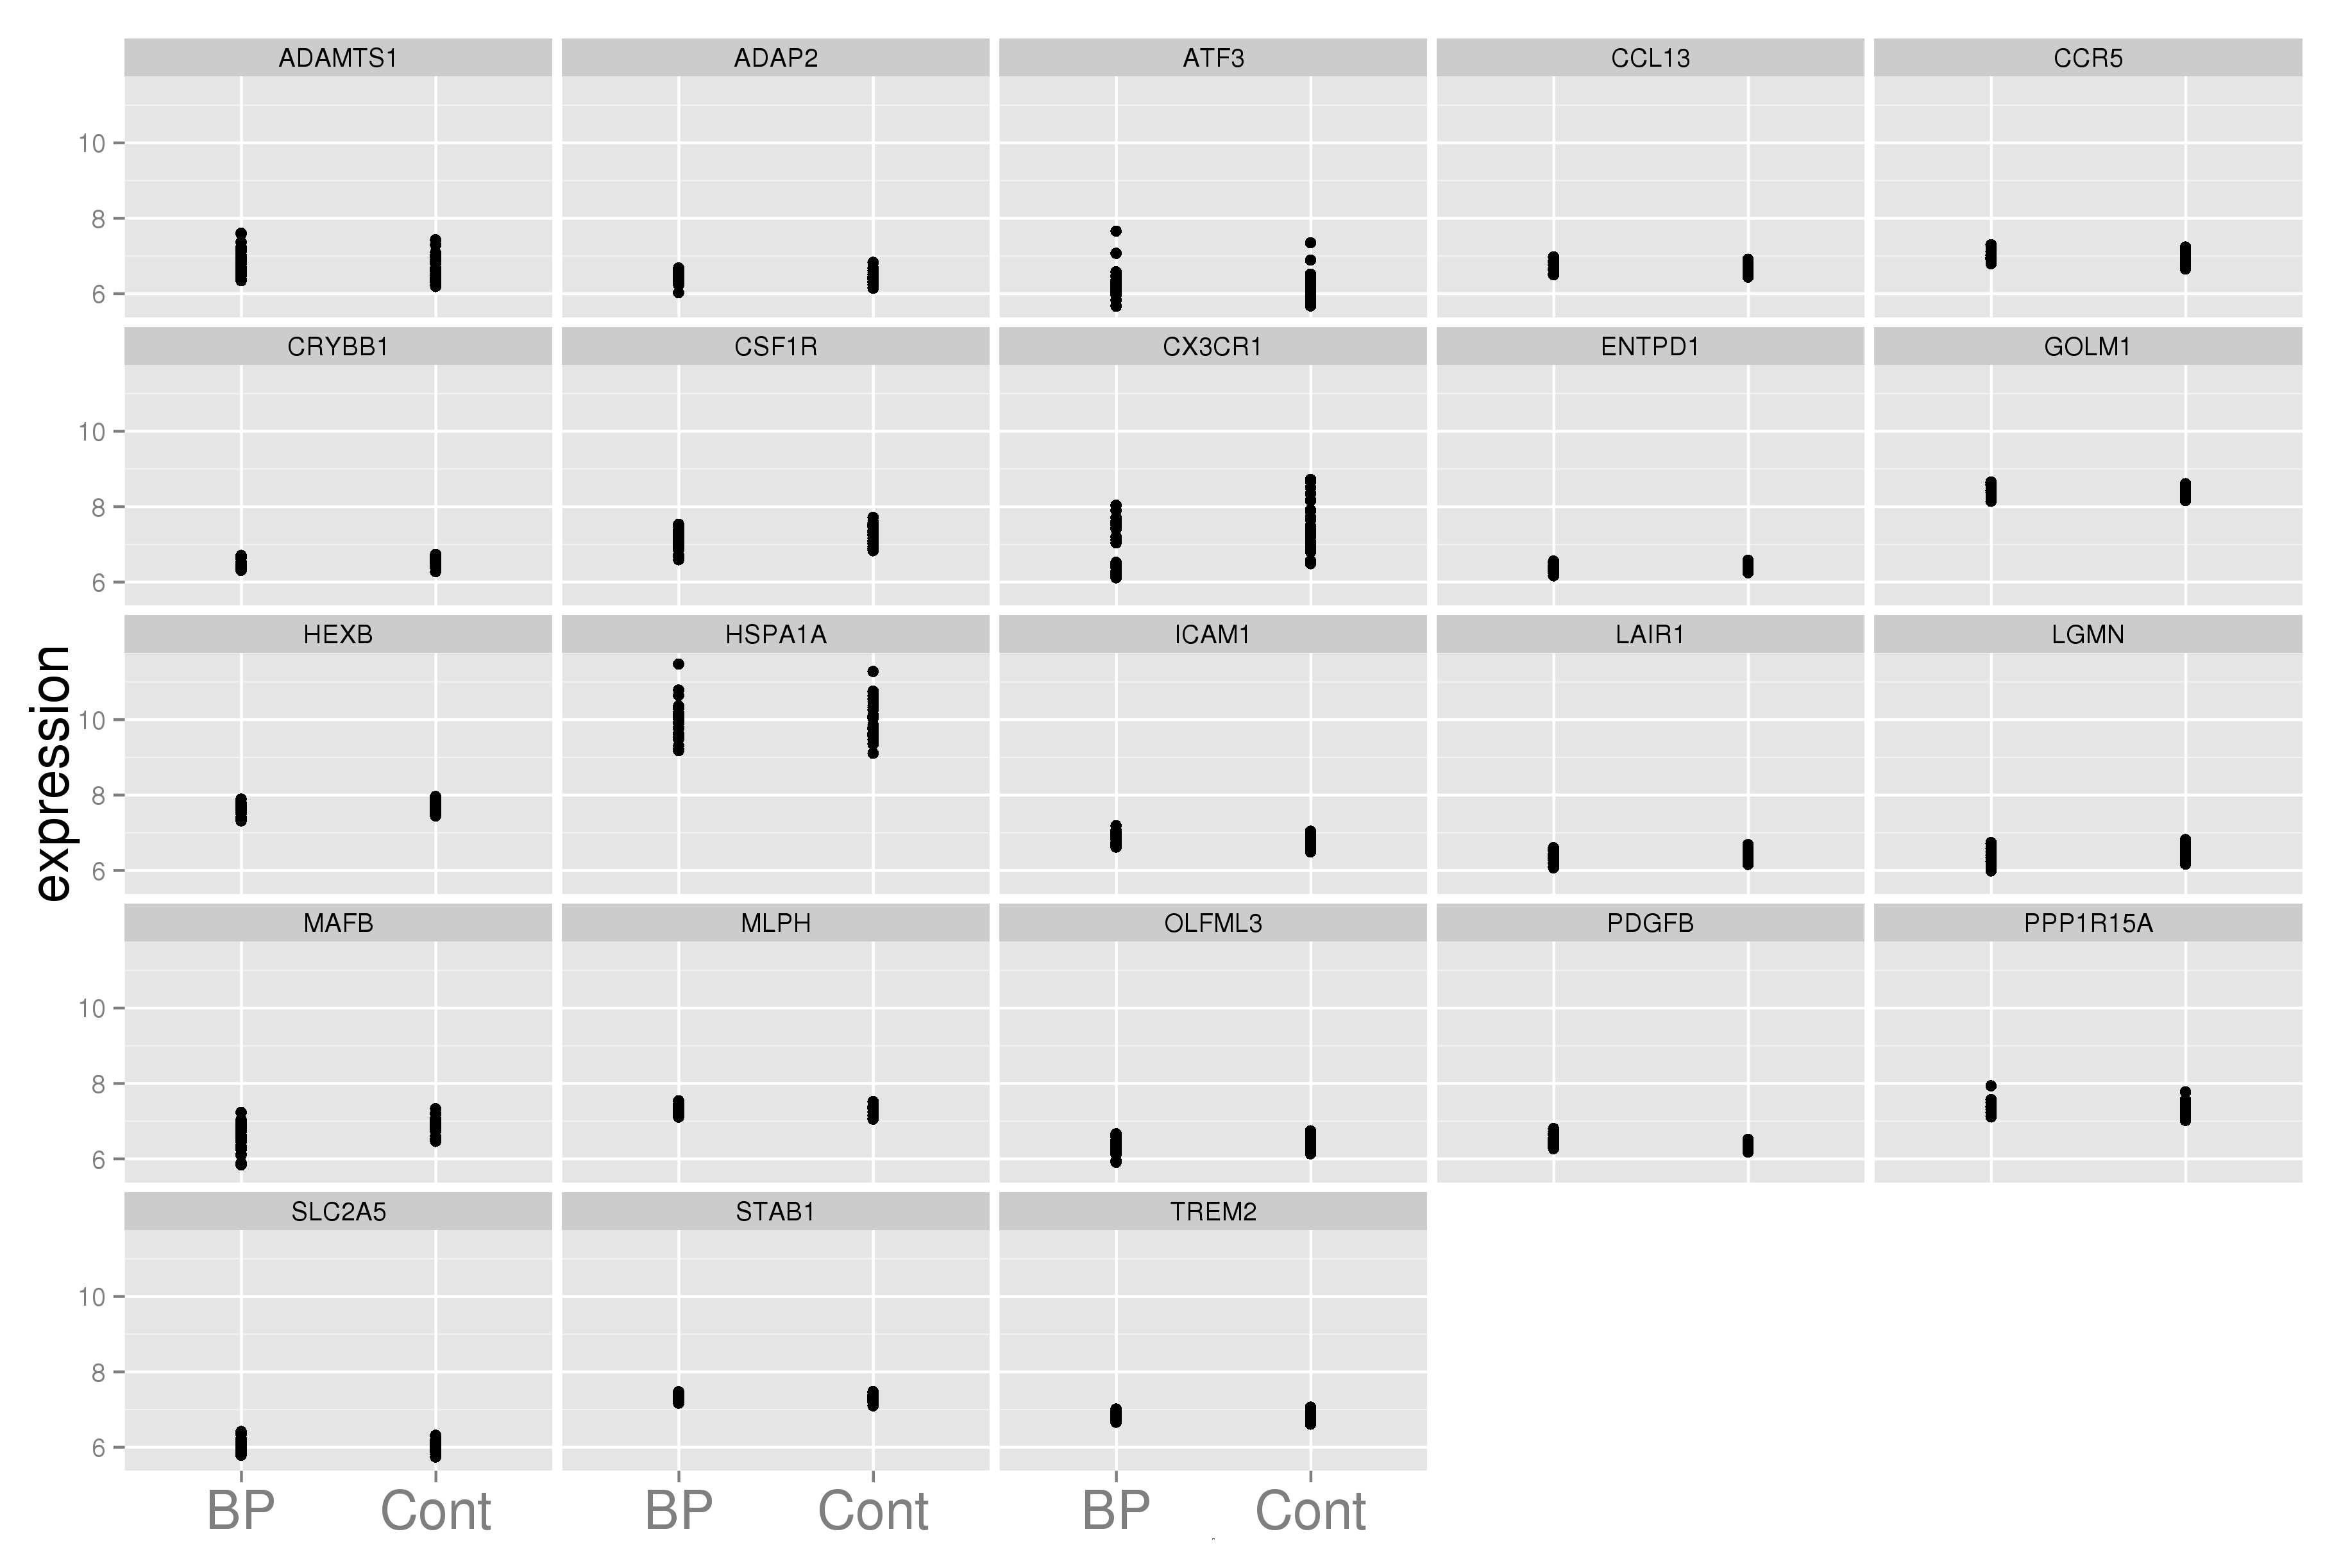 ADAMTS1 ADAP2 ATF3 CCL13 CCR5
10
8
6
CRYBB1 CSF1R CX3CR1 ENTPD1 GOLM1
10
8
6
HEXB HSPA1A ICAM1 LAIR1 LGMN
expression
10
8
6
MAFB MLPH OLFML3 PDGFB PPP1R15A
10
8
6
SLC2A5 STAB1 TREM2
10
8
6
BP Cont BP Cont BP Cont